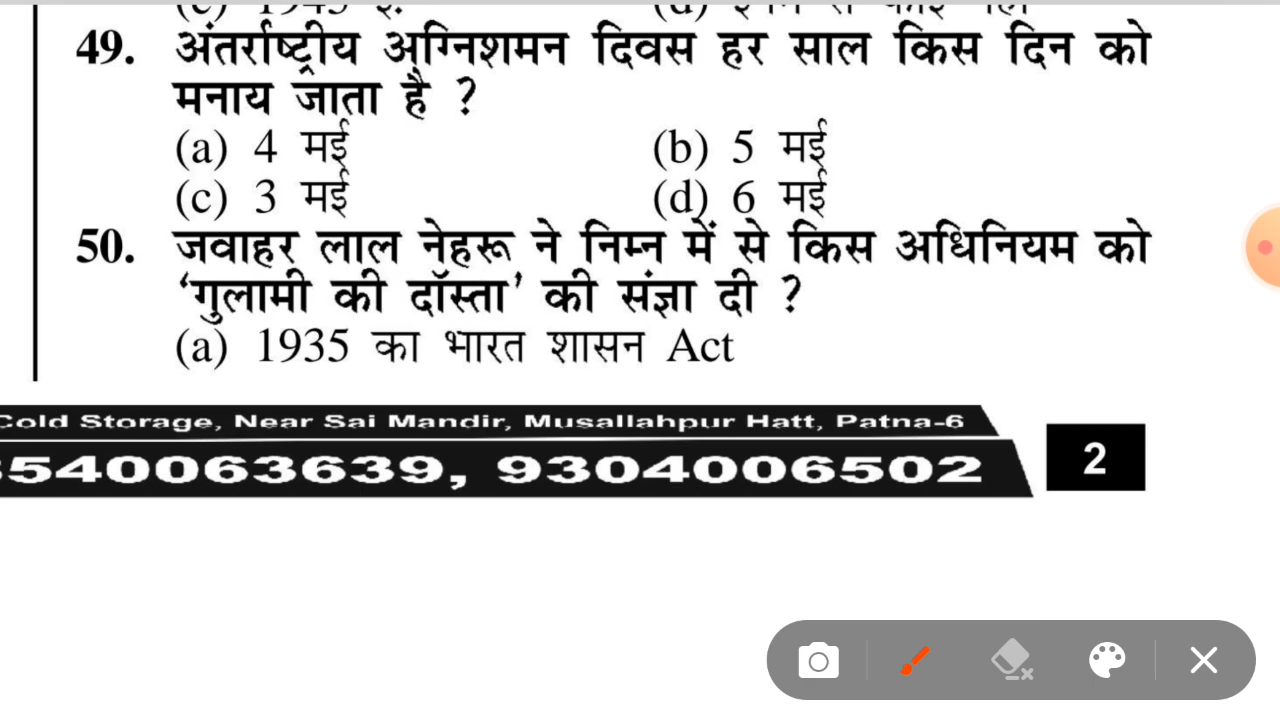 49. अंतर्राष्ट्रीय अग्निशमन दिवस हर साल किस दिन को
मनाय जाता है ?
(a) 4 मई (b) 5 मई
(c) 3 मई (d) 6 मई
50. जवाहर लाल नेहरू ने निम्न में से किस अधिनियम को
‘गुलामी की दॉस्ता’ की संज्ञा दी ?
(a) 1935 का भारत शासन Act
Cold Storage, Near Sai Mandir, Musallahpur Hatt, Patna-6
540063639, 9304006502
2